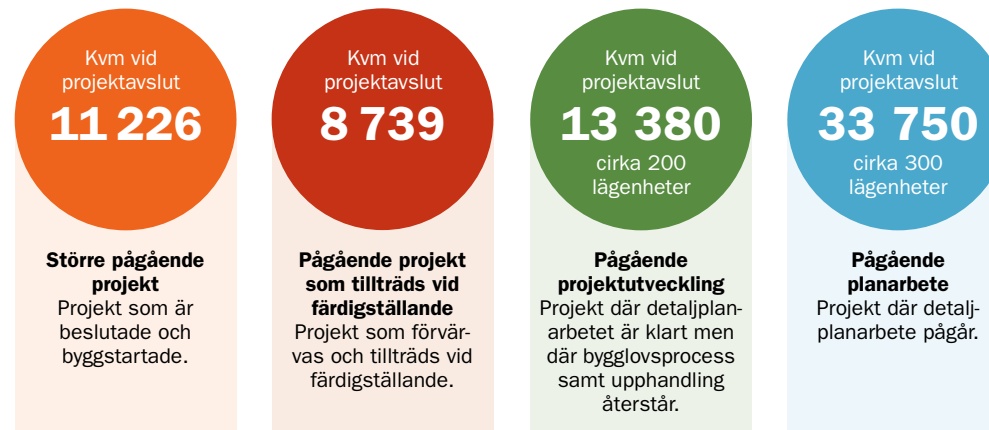 Kvm vid
projektavslut
11 226
Större pågående
projekt
Projekt som är
beslutade och
byggstartade.
Kvm vid
projektavslut
8 739
Pågående projekt
som tillträds vid
färdigställande
Projekt som förvär-
vas och tillträds vid
färdigställande.
Kvm vid
projektavslut
13 380
cirka 200
lägenheter
Pågående
projektutveckling
Projekt där detaljplan-
arbetet är klart men
där bygglovsprocess
samt upphandling
återstår.
Kvm vid
projektavslut
33 750
cirka 300
lägenheter
Pågående
planarbete
Projekt där detalj-
planarbete pågår.